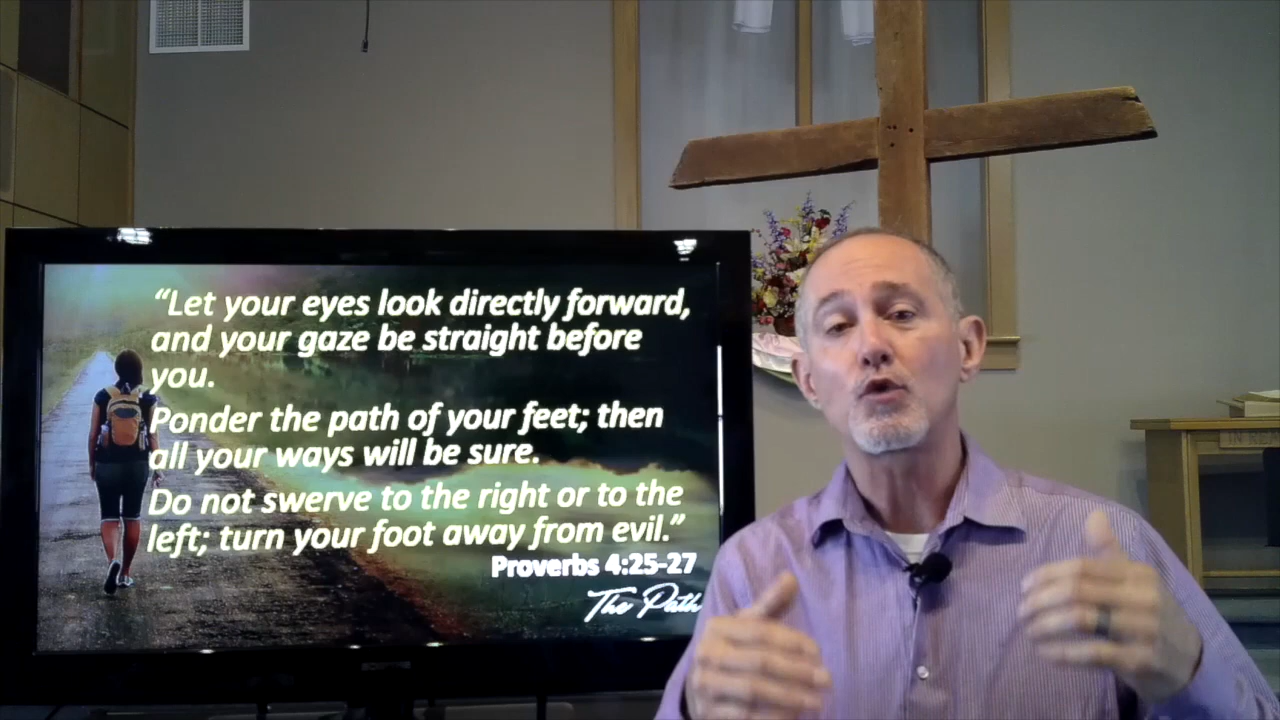 “Let your eyes look directly forward,
and your gaze be straight before
you.
Ponder the path of your feet; then
all your ways will be sure.
Do not swerve to the right or to the
left; turn your foot away from evil.”
Proverbs 4:25-27
The Path
IN RE